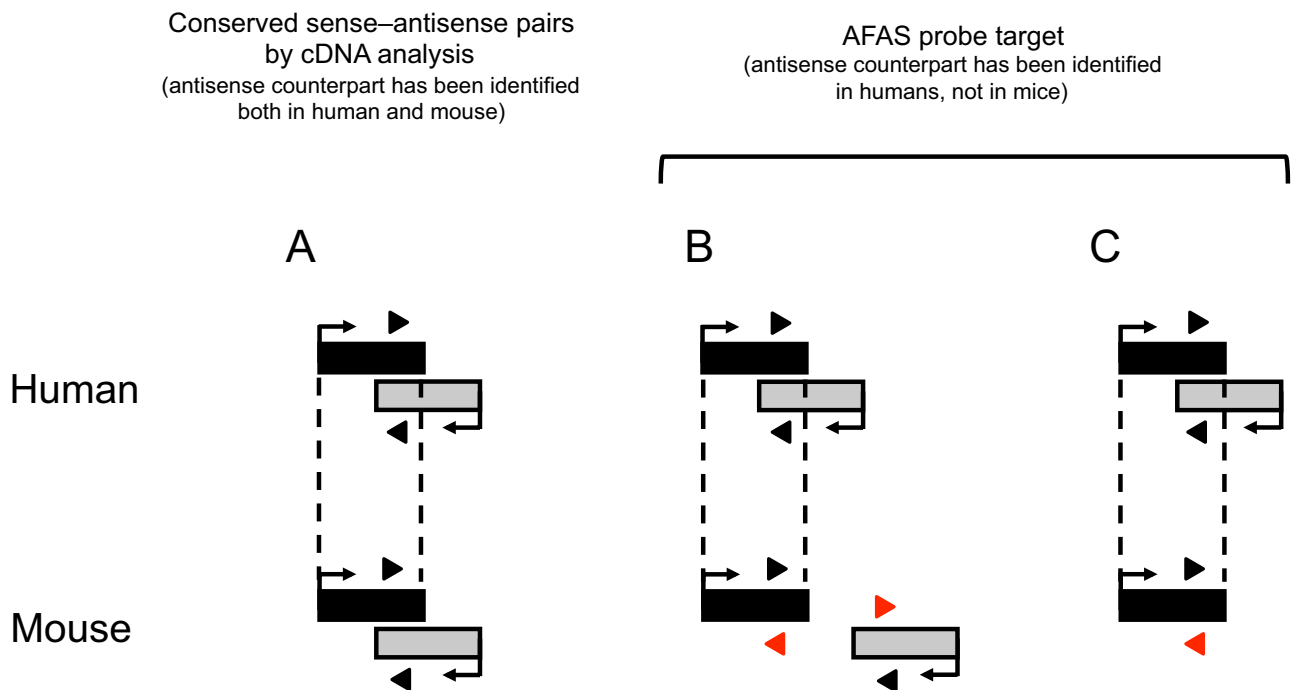 Conserved sense–antisense pairs
by cDNA analysis
(antisense counterpart has been identified
both in human and mouse)
AFAS probe target
(antisense counterpart has been identified
in humans, not in mice)
A
B
C
Human
Mouse